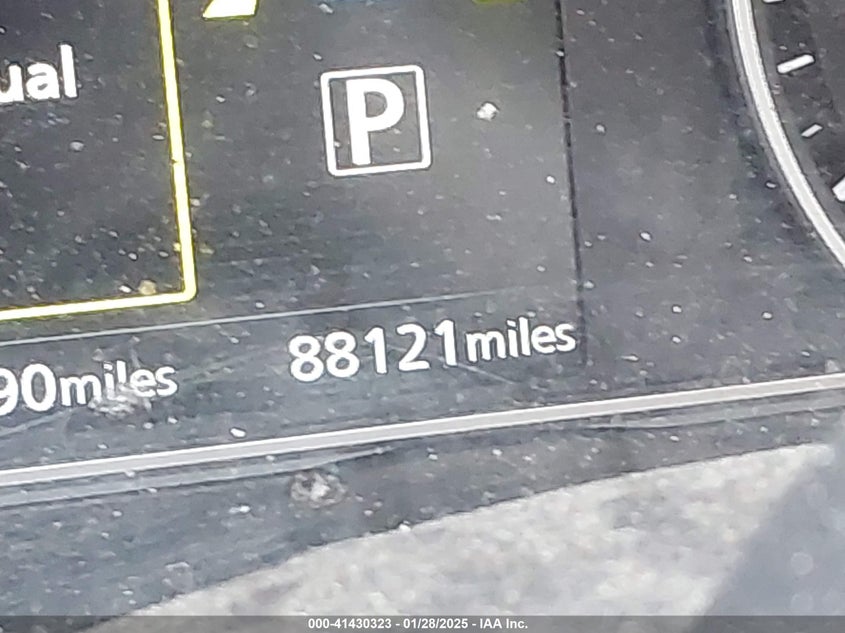 ual
P
90miles
88121miles
000-41430323 - 01/28/2025 - IAA Inc.